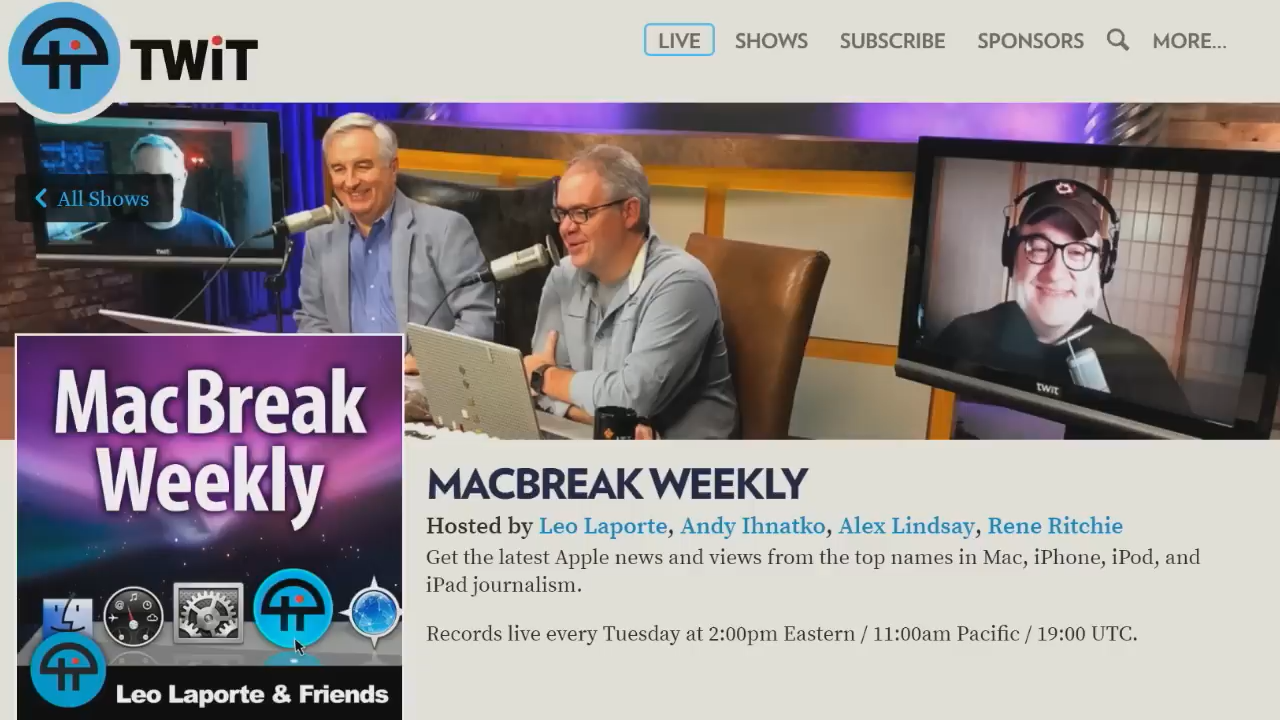 TWiT
LIVE
SHOWS
SUBSCRIBE
SPONSORS
MORE...
All Shows
TWiT
TWiT
MacBreak
Weekly
Leo Laporte & Friends
MACBREAK WEEKLY
Hosted by Leo Laporte, Andy Ihnatko, Alex Lindsay, Rene Ritchie
Get the latest Apple news and views from the top names in Mac, iPhone, iPod, and
iPad journalism.
Records live every Tuesday at 2:00pm Eastern / 11:00am Pacific / 19:00 UTC.